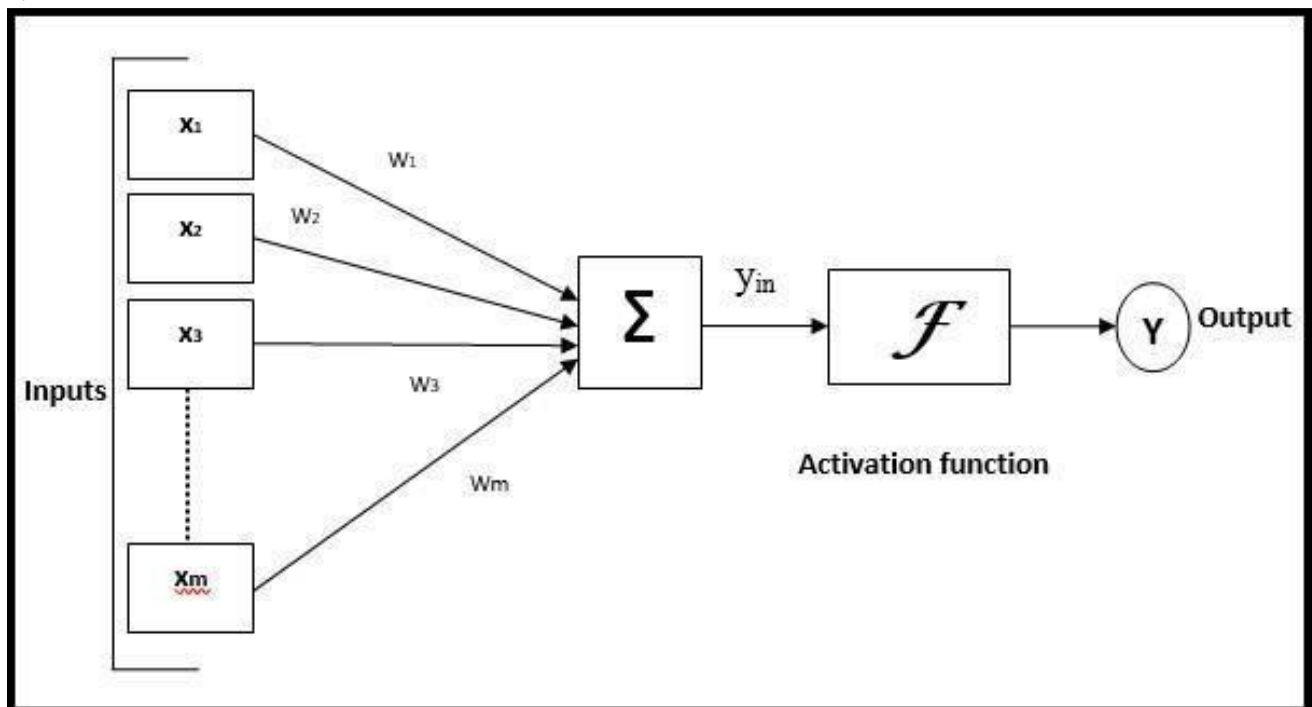 x₁
w₁
x₂
w₂
x₃
Σ
yᵢₙ
ℱ
Y
Output
Inputs
w₃
Activation function
wm
xm